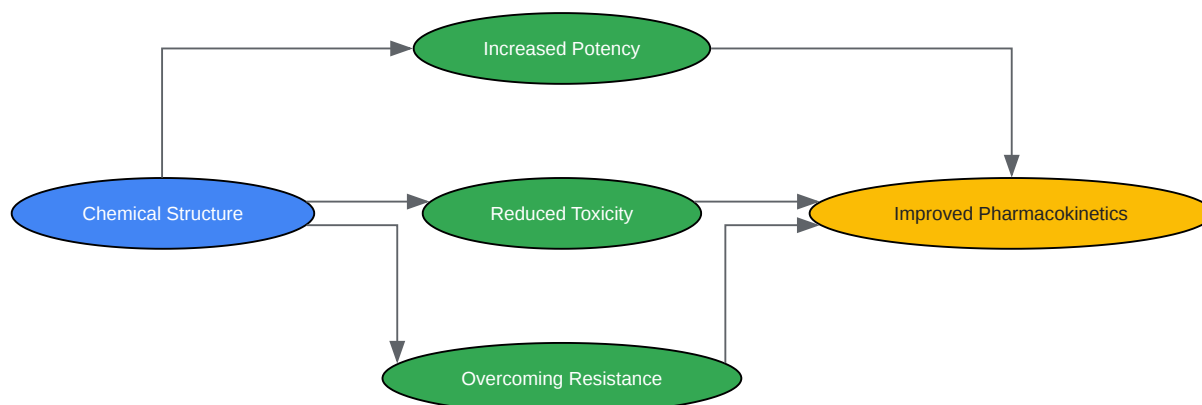 Increased Potency
Chemical Structure
Reduced Toxicity
Improved Pharmacokinetics
Overcoming Resistance